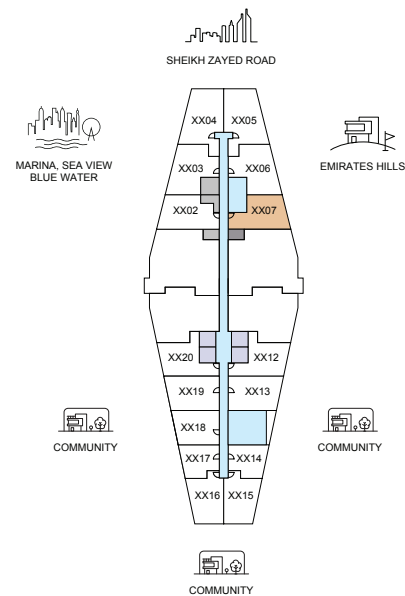 SHEIKH ZAYED ROAD
XX04 XX05
MARINA, SEA VIEW
BLUE WATER
EMIRATES HILLS
XX03 XX06
XX02 XX07
XX20 XX12
XX19 XX13
XX18
COMMUNITY
COMMUNITY
XX17 XX14
XX16 XX15
COMMUNITY